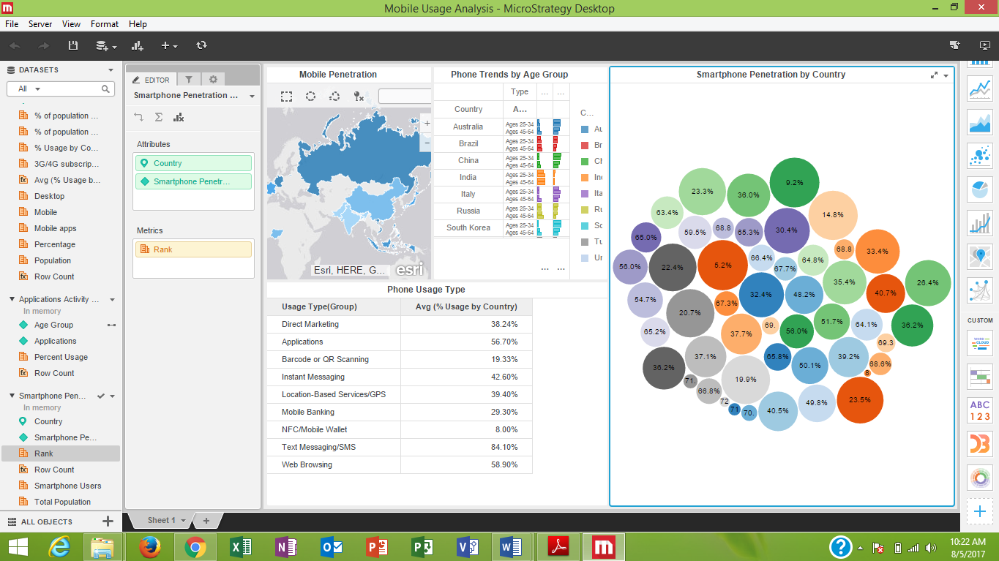 Mobile Usage Analysis - MicroStrategy Desktop
File Server View Format Help
DATASETS
All
% of population ...
% of population ...
% Usage by Co...
3G/4G subscrip...
fx Avg (% Usage b...
Desktop
Mobile
Mobile apps
Percentage
Population
Row Count
Applications Activity ...
In memory
Age Group
Applications
Percent Usage
fx Row Count
Smartphone Pen...
In memory
Country
Smartphone Pe...
Rank
fx Row Count
Smartphone Users
Total Population
ALL OBJECTS
EDITOR
Smartphone Penetration ...
Attributes
Country
Smartphone Penetr...
Metrics
Rank
Mobile Penetration
Esri, HERE, G...
esri
Phone Trends by Age Group
Type ... ...
Country A...
Australia Ages 25-34
Ages 45-64
Brazil Ages 25-34
Ages 45-64
China Ages 25-34
Ages 45-64
India Ages 25-34
Ages 45-64
Italy Ages 25-34
Ages 45-64
Russia Ages 25-34
Ages 45-64
South Korea Ages 25-34
Ages 45-64
... ...
C...
Au
Br
Ch
Inc
Ita
Ru
So
Tu
Ur
Phone Usage Type
Usage Type(Group) Avg (% Usage by Country)
Direct Marketing 38.24%
Applications 56.70%
Barcode or QR Scanning 19.33%
Instant Messaging 42.60%
Location-Based Services/GPS 39.40%
Mobile Banking 29.30%
NFC/Mobile Wallet 8.00%
Text Messaging/SMS 84.10%
Web Browsing 58.90%
Smartphone Penetration by Country
9.2%
23.3%
36.0%
63.4%
14.8%
59.5%
68.8
65.3%
30.4%
65.0%
68.8
33.4%
66.4%
64.8%
56.0%
22.4%
5.2%
67.7%
35.4%
26.4%
54.7%
67.3%
32.4%
48.2%
40.7%
20.7%
65.2%
37.7%
69.
56.0%
51.7%
64.1%
36.2%
69.3
37.1%
65.8%
50.1%
39.2%
68.6%
36.2%
8
71.
66.8%
19.9%
72
71
70.
40.5%
49.8%
23.5%
CUSTOM
WORD
CLOUD
ABC
123
D3
Sheet 1
10:22 AM
8/5/2017